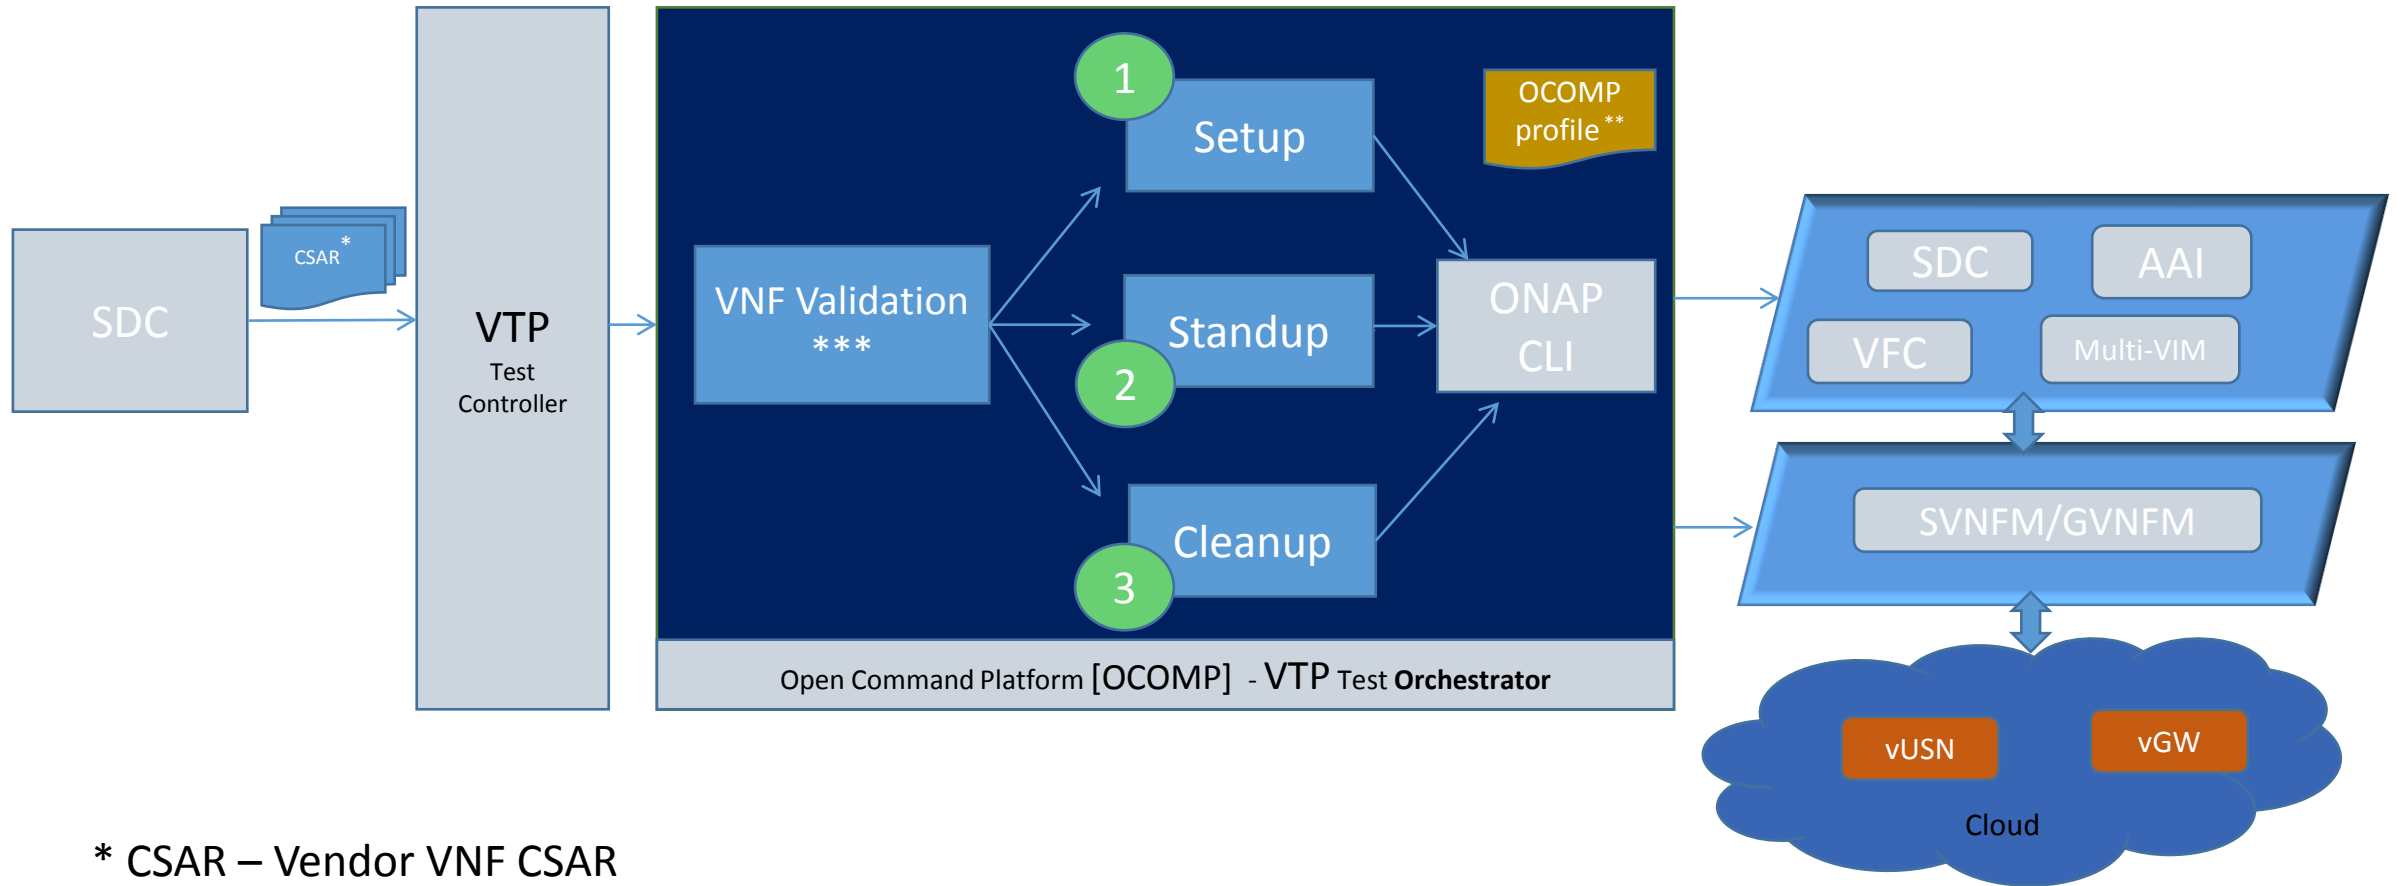 SDC
CSAR *
VTP
Test
Controller
VNF Validation
***
1
Setup
2
Standup
3
Cleanup
OCOMP
profile **
ONAP
CLI
Open Command Platform [OCOMP] - VTP Test Orchestrator
SDC
AAI
VFC
Multi-VIM
SVNFM/GVNFM
vUSN
vGW
Cloud
* CSAR – Vendor VNF CSAR